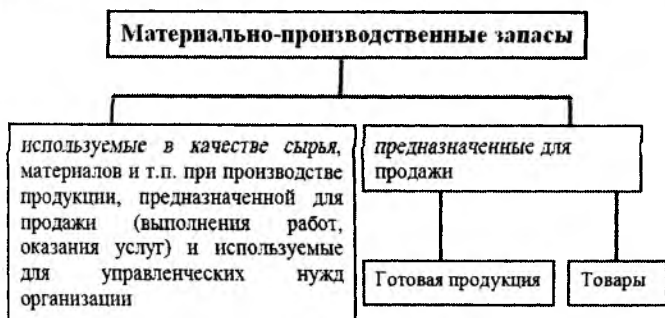 Материально-производственные запасы
используемые в качестве сырья,
материалов и т.п. при производстве
продукции, предназначенной для
продажи (выполнения работ,
оказания услуг) и используемые
для управленческих нужд
организации
предназначенные для
продажи
Готовая продукция
Товары